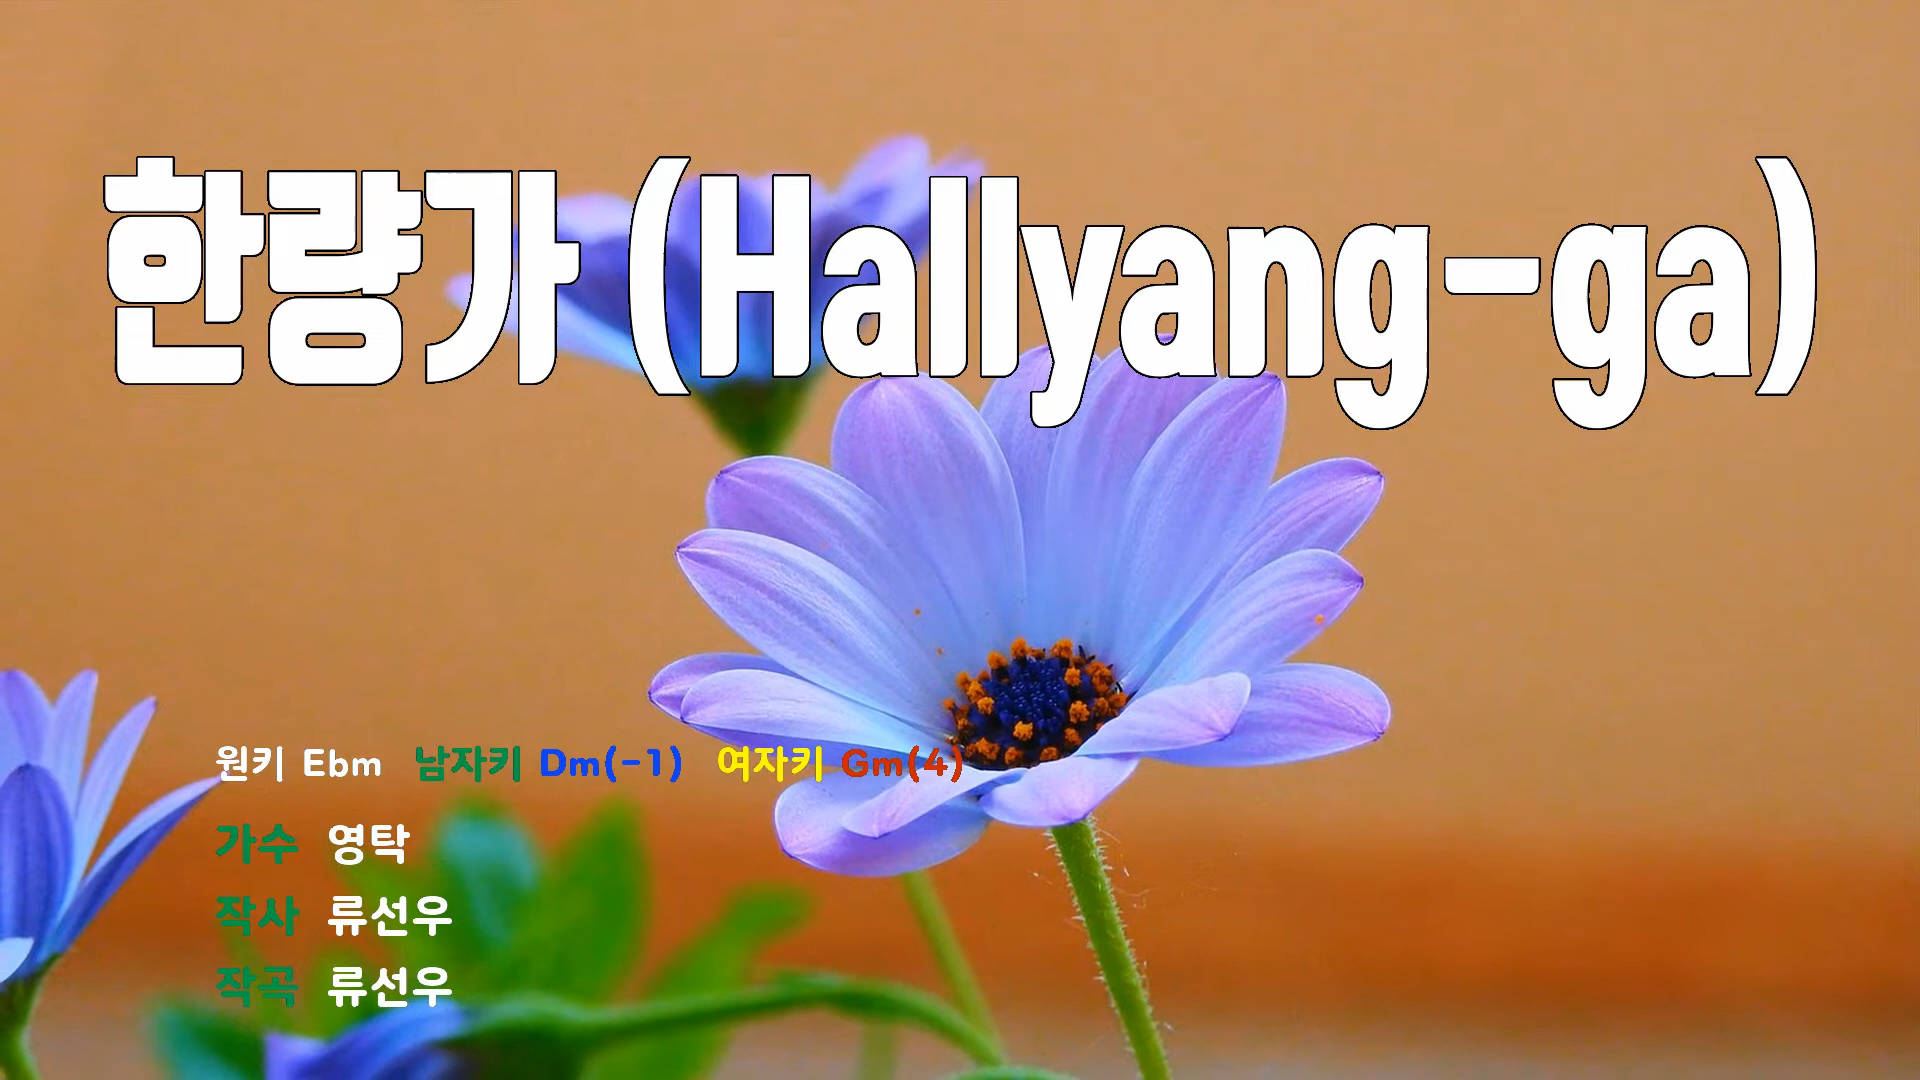 한량가 (Hallyang-ga)
원키 Ebm 남자키 Dm(-1) 여자키 Gm(4)
가수 영탁
작사 류선우
작곡 류선우